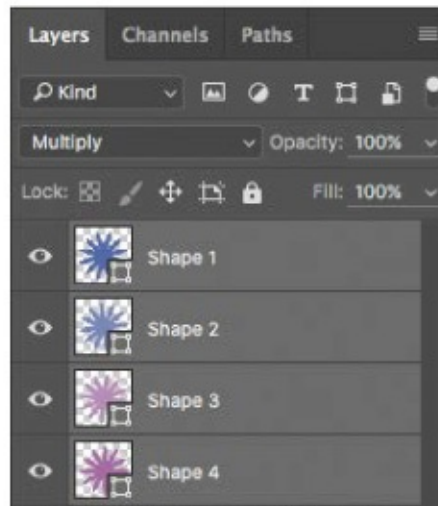 Layers Channels Paths
Kind
Multiply Opacity: 100%
Lock: Fill: 100%
Shape 1
Shape 2
Shape 3
Shape 4